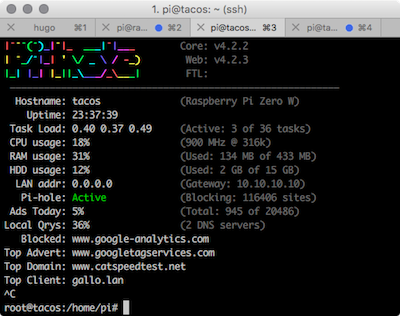 1. pi@tacos: ~ (ssh)
hugo ⌘1 pi@ra... ⌘2 pi@tacos... ⌘3 pi@ta... ⌘4
Core: v4.2.2
Web: v4.2.3
FTL:
Hostname: tacos (Raspberry Pi Zero W)
Uptime: 23:37:39
Task Load: 0.40 0.37 0.49 (Active: 3 of 36 tasks)
CPU usage: 18% (900 MHz @ 316k)
RAM usage: 31% (Used: 134 MB of 433 MB)
HDD usage: 12% (Used: 2 GB of 15 GB)
LAN addr: 0.0.0.0 (Gateway: 10.10.10.10)
Pi-hole: Active (Blocking: 116406 sites)
Ads Today: 5% (Total: 945 of 20486)
Local Qrys: 36% (2 DNS servers)
Blocked: www.google-analytics.com
Top Advert: www.googletagservices.com
Top Domain: www.catspeedtest.net
Top Client: gallo.lan
^C
root@tacos:/home/pi#